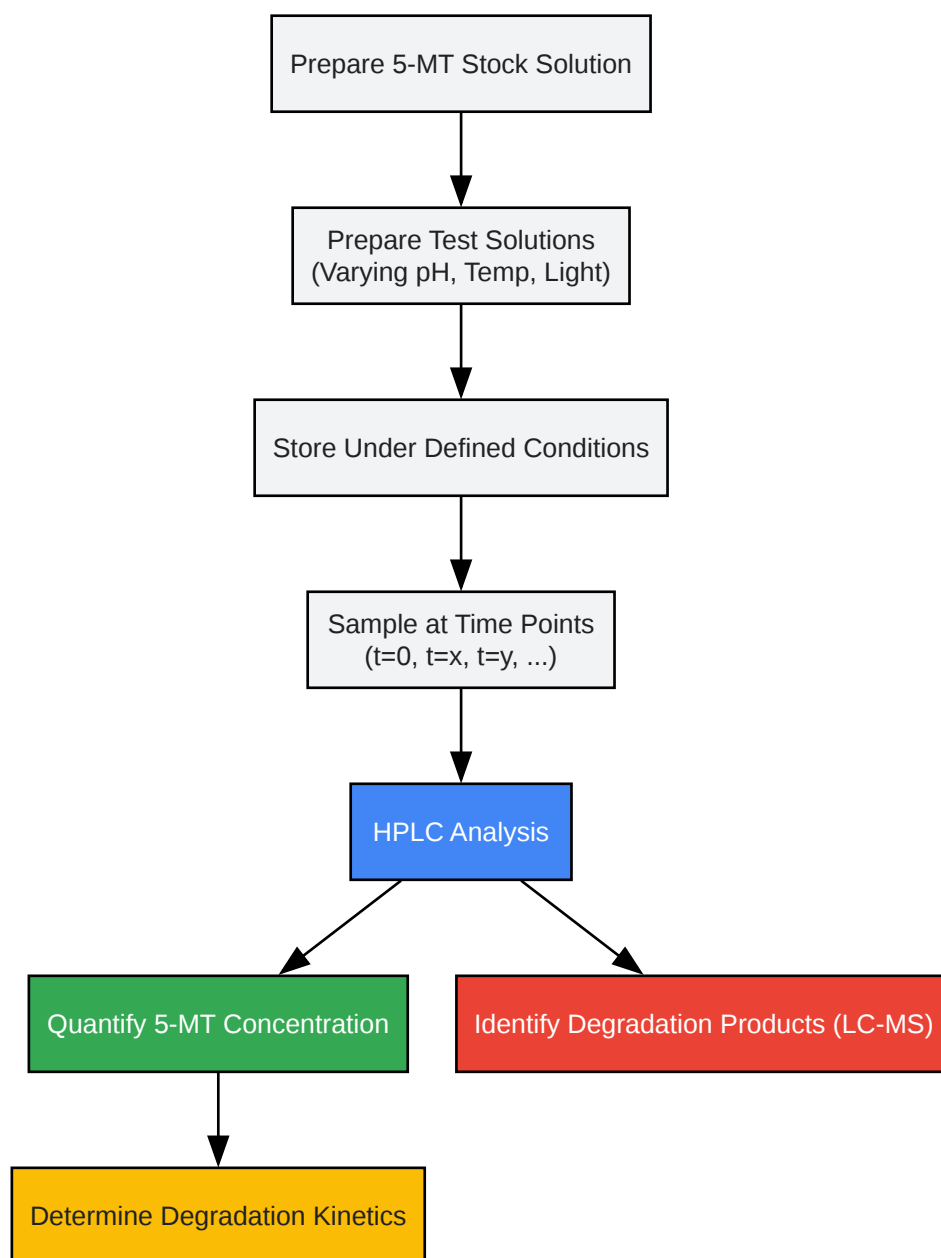 Prepare 5-MT Stock Solution
Prepare Test Solutions
(Varying pH, Temp, Light)
Store Under Defined Conditions
Sample at Time Points
(t=0, t=x, t=y, ...)
HPLC Analysis
Quantify 5-MT Concentration
Identify Degradation Products (LC-MS)
Determine Degradation Kinetics